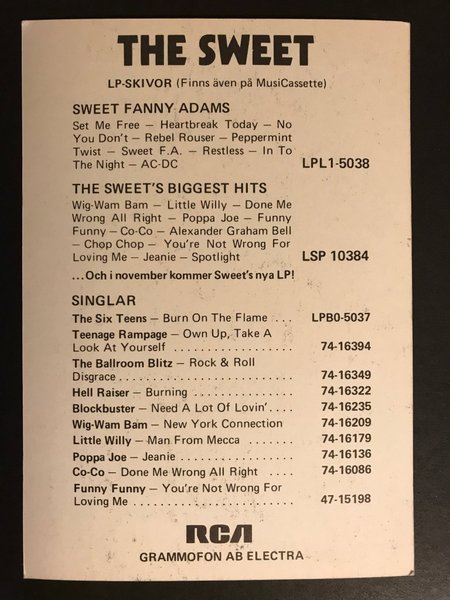 THE SWEET
LP-SKIVOR (Finns även på MusiCassette)
SWEET FANNY ADAMS
Set Me Free – Heartbreak Today – No
You Don't – Rebel Rouser – Peppermint
Twist – Sweet F.A. – Restless – In To
The Night – AC-DC LPL1-5038
THE SWEET'S BIGGEST HITS
Wig-Wam Bam – Little Willy – Done Me
Wrong All Right – Poppa Joe – Funny
Funny – Co-Co – Alexander Graham Bell
– Chop Chop – You're Not Wrong For
Loving Me – Jeanie – Spotlight LSP 10384
...Och i november kommer Sweet's nya LP!
SINGLAR
The Six Teens – Burn On The Flame ... LPB0-5037
Teenage Rampage – Own Up, Take A
Look At Yourself .................. 74-16394
The Ballroom Blitz – Rock & Roll
Disgrace .......................... 74-16349
Hell Raiser – Burning ............. 74-16322
Blockbuster – Need A Lot Of Lovin'.... 74-16235
Wig-Wam Bam – New York Connection 74-16209
Little Willy – Man From Mecca ....... 74-16179
Poppa Joe – Jeanie ................ 74-16136
Co-Co – Done Me Wrong All Right .... 74-16086
Funny Funny – You're Not Wrong For
Loving Me ......................... 47-15198
RCA
GRAMMOFON AB ELECTRA